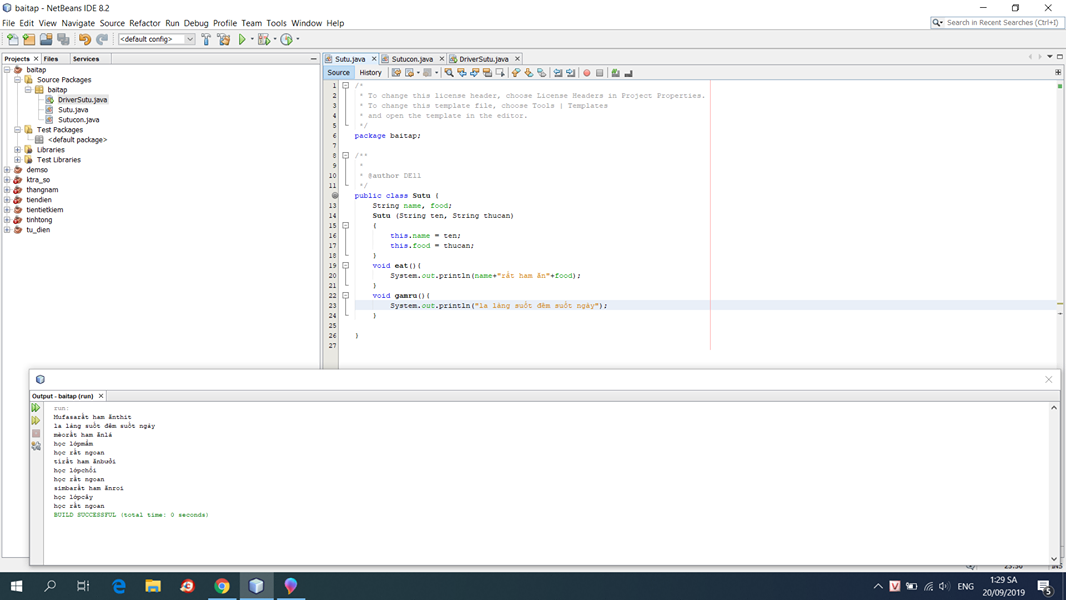 baitap - NetBeans IDE 8.2
File Edit View Navigate Source Refactor Run Debug Profile Team Tools Window Help
Search in Recent Searches (Ctrl+I)
<default config>
Projects Files Services
Sutu.java Sutucon.java DriverSutu.java
Source History
baitap
Source Packages
baitap
DriverSutu.java
Sutu.java
Sutucon.java
Test Packages
<default package>
Libraries
Test Libraries
demso
ktra_so
thangnam
tiendien
tientietkiem
tinhtong
tu_dien
1 /*
2 * To change this license header, choose License Headers in Project Properties.
3 * To change this template file, choose Tools | Templates
4 * and open the template in the editor.
5 */
6 package baitap;
7
8 /**
9 *
10 * @author DELL
11 */
public class Sutu {
13 String name, food;
14 Sutu (String ten, String thucan)
15 {
16 this.name = ten;
17 this.food = thucan;
18 }
19 void eat(){
20 System.out.println(name+"rất ham ăn"+food);
21 }
22 void gamru(){
23 System.out.println("la làng suốt đêm suốt ngày");
24 }
25
26 }
27
Output - baitap (run)
run:
Mufasarất ham ănthịt
la làng suốt đêm suốt ngày
mèorất ham ănlá
học lớpmầm
học rất ngoan
tirất ham ănbưởi
học lớpchồi
học rất ngoan
simbarất ham ănroi
học lớpcây
học rất ngoan
BUILD SUCCESSFUL (total time: 0 seconds)
ENG
1:29 SA
20/09/2019
5